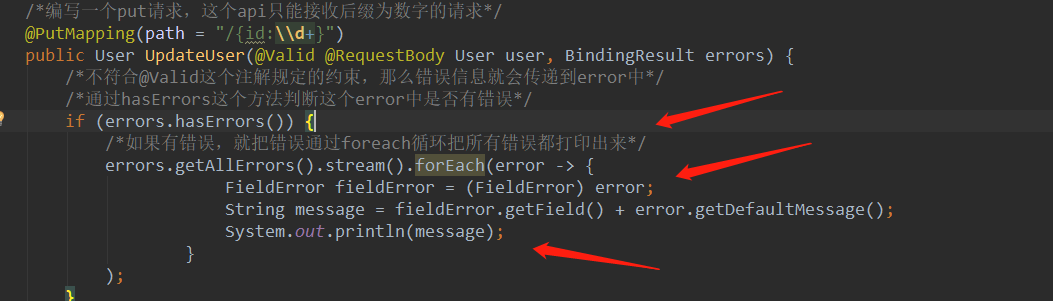 /*编写一个put请求，这个api只能接收后缀为数字的请求*/
@PutMapping(path = "/{id:\\d+}")
public User UpdateUser(@Valid @RequestBody User user, BindingResult errors) {
/*不符合@Valid这个注解规定的约束，那么错误信息就会传递到error中*/
/*通过hasErrors这个方法判断这个error中是否有错误*/
if (errors.hasErrors()) {
/*如果有错误，就把错误通过foreach循环把所有错误都打印出来*/
errors.getAllErrors().stream().forEach(error -> {
FieldError fieldError = (FieldError) error;
String message = fieldError.getField() + error.getDefaultMessage();
System.out.println(message);
}
);
}